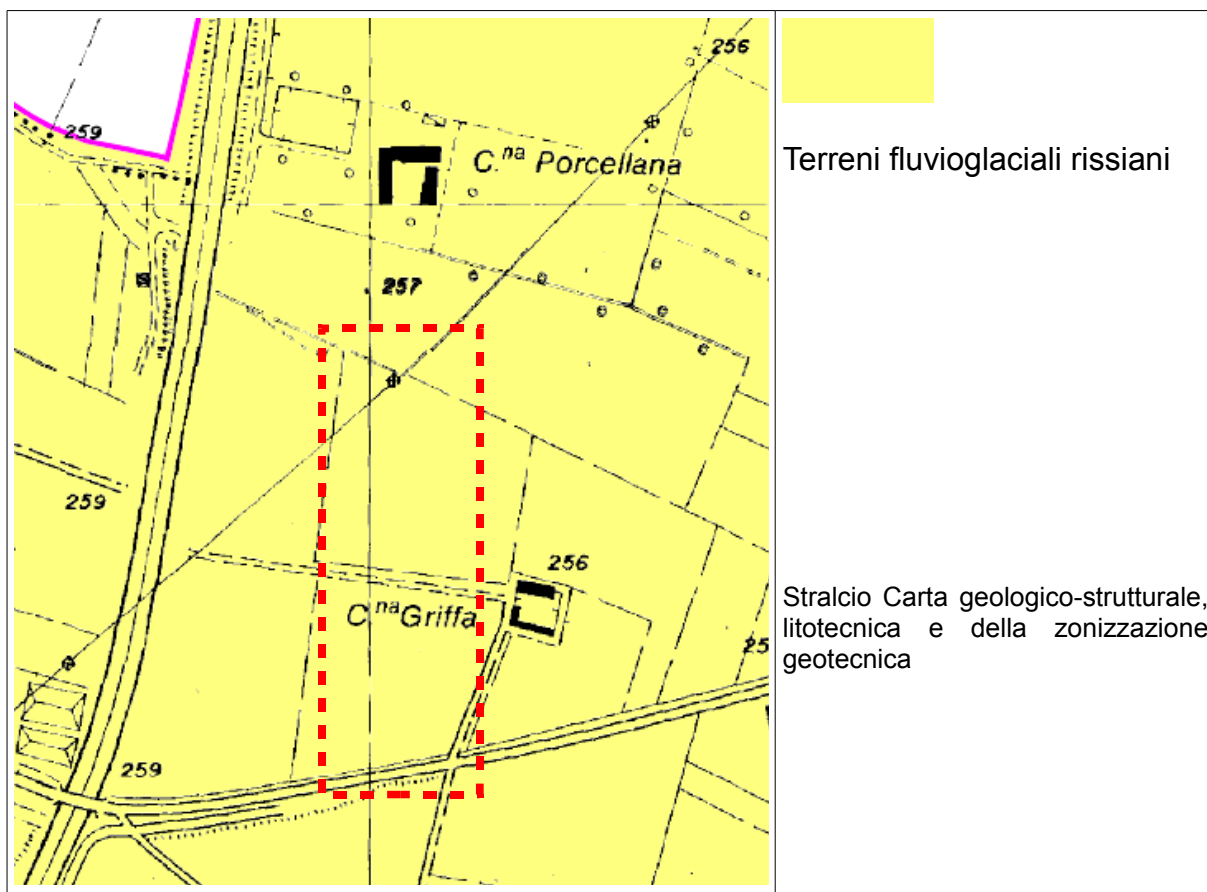 256
259
C.na Porcellana
257
259
256
C.na Griffa
25
259
Terreni fluvioglaciali rissiani
Stralcio Carta geologico-strutturale,
litotecnica e della zonizzazione
geotecnica